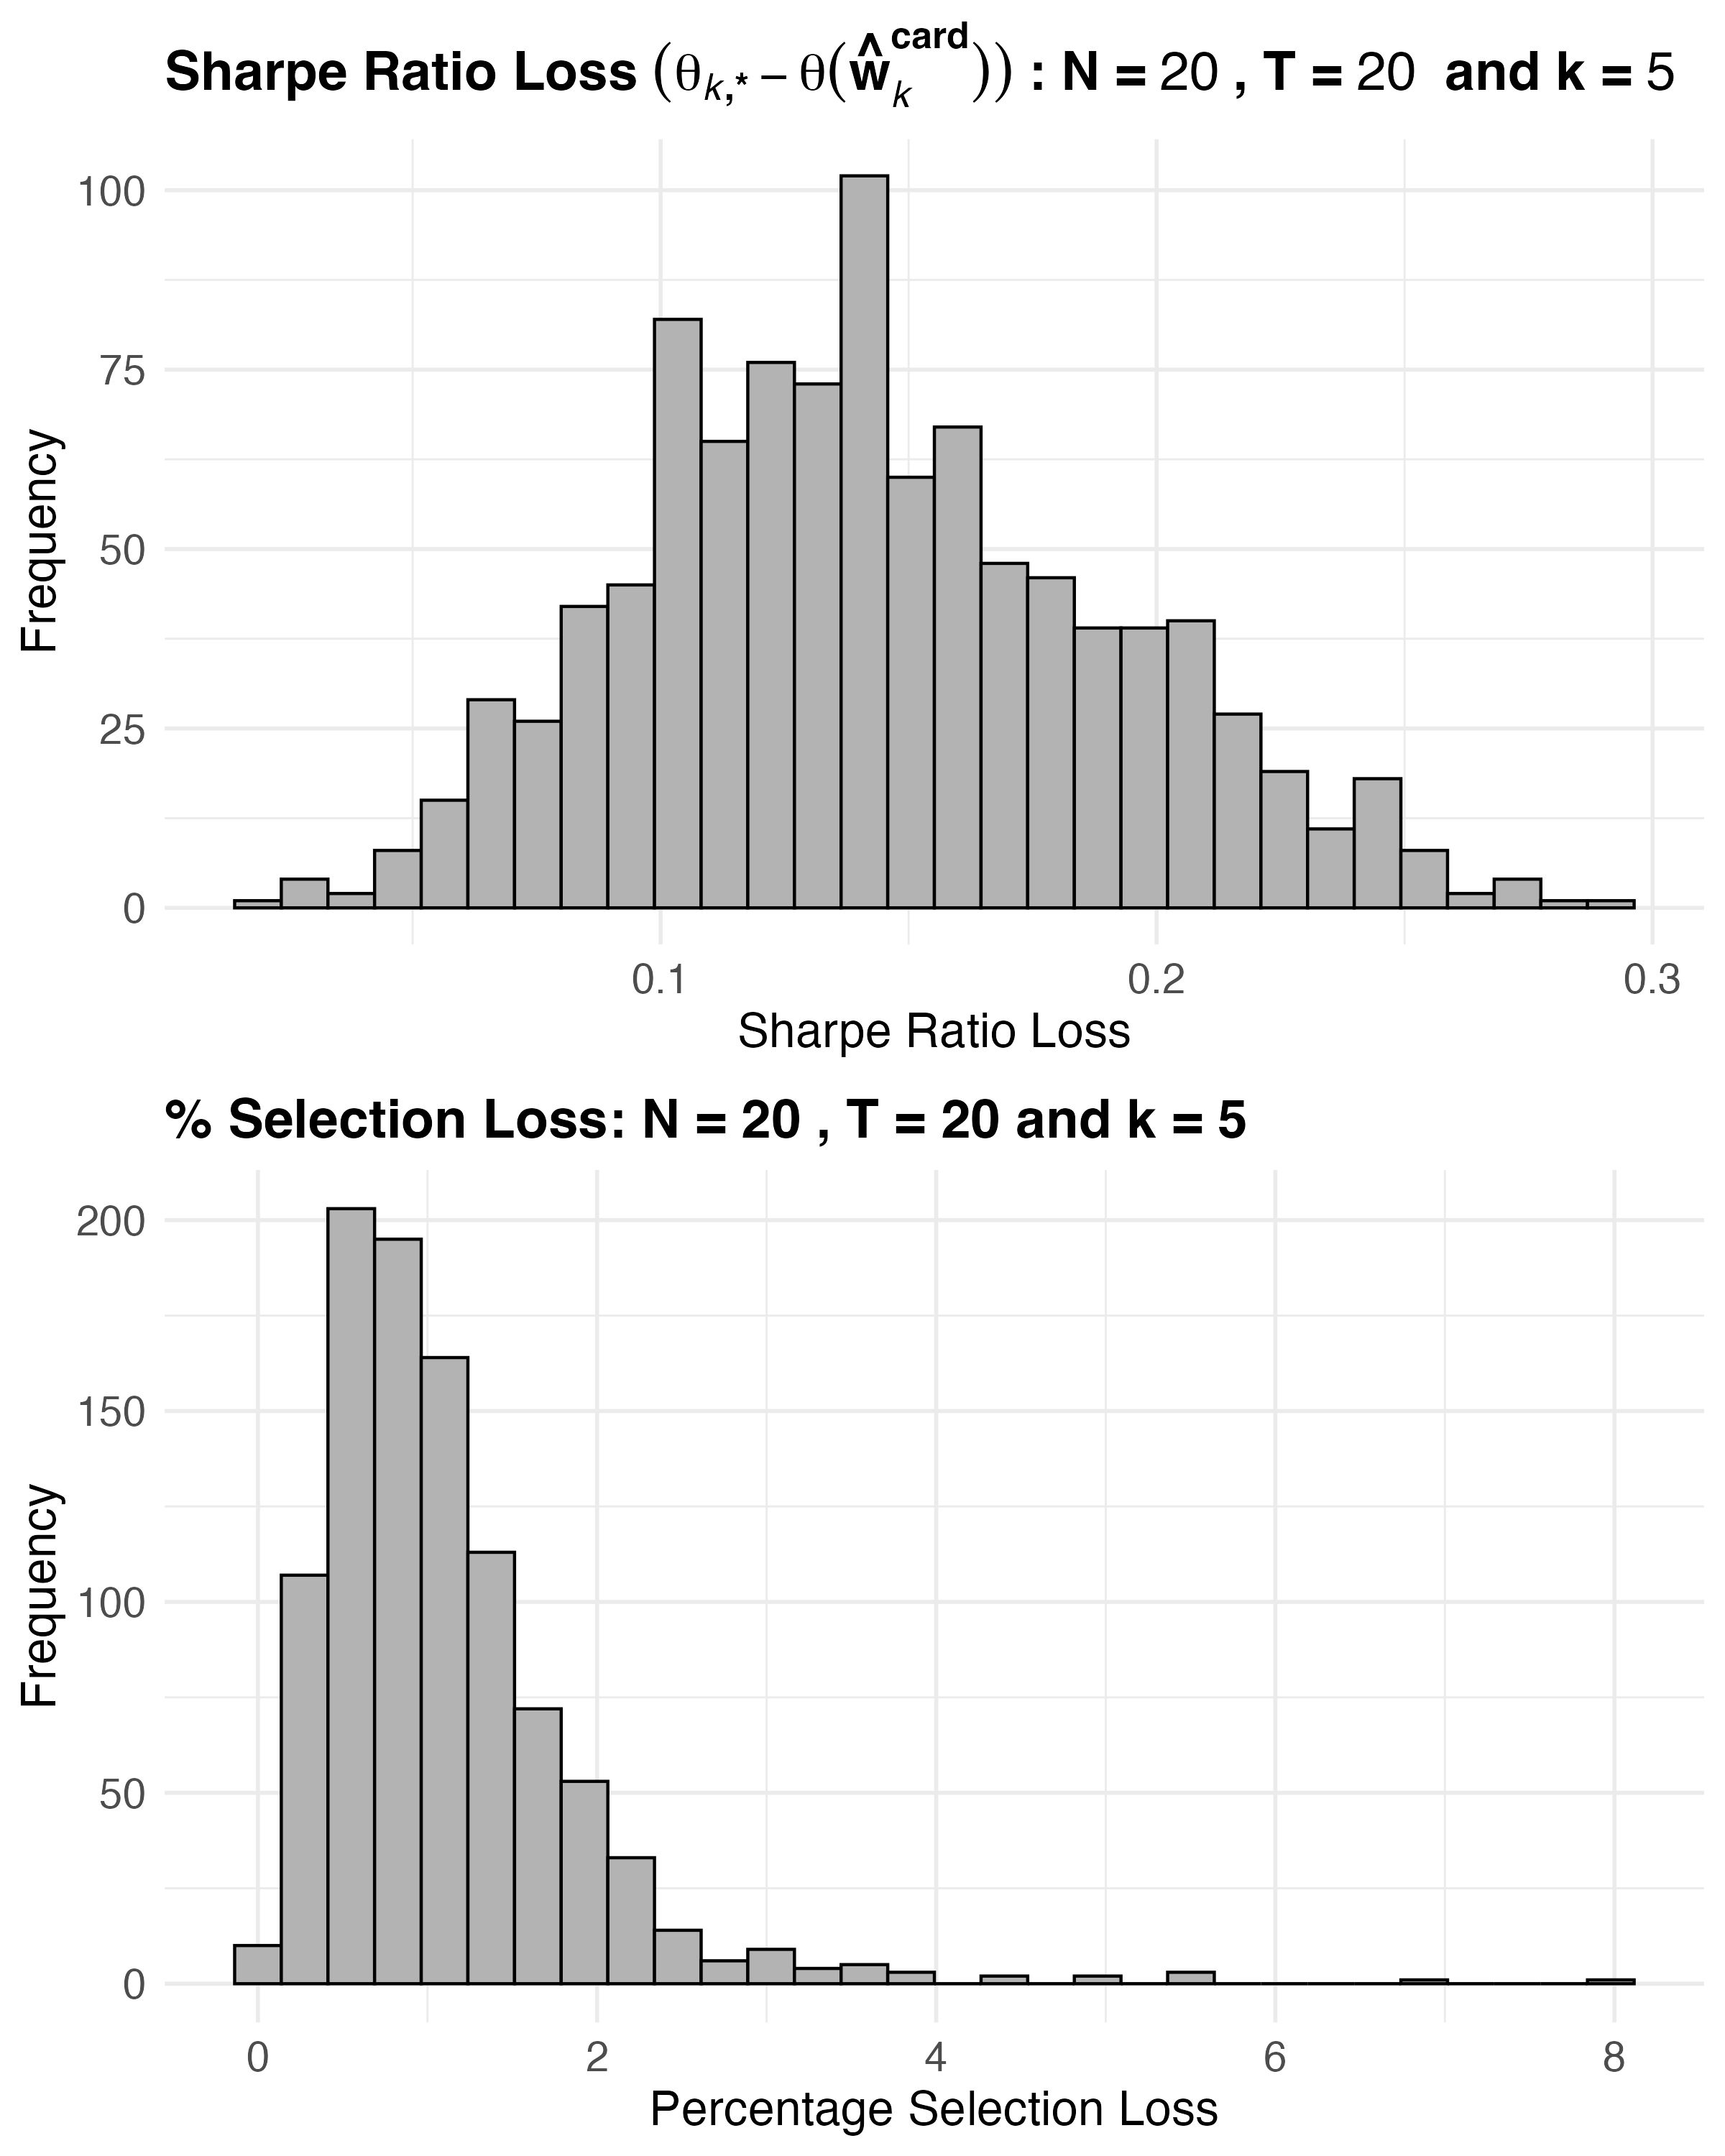 Sharpe Ratio Loss (θk,* − θ(ŵk^card)) : N = 20 , T = 20 and k = 5
Frequency
100
75
50
25
0
0.1 0.2 0.3
Sharpe Ratio Loss
% Selection Loss: N = 20 , T = 20 and k = 5
Frequency
200
150
100
50
0
0 2 4 6 8
Percentage Selection Loss